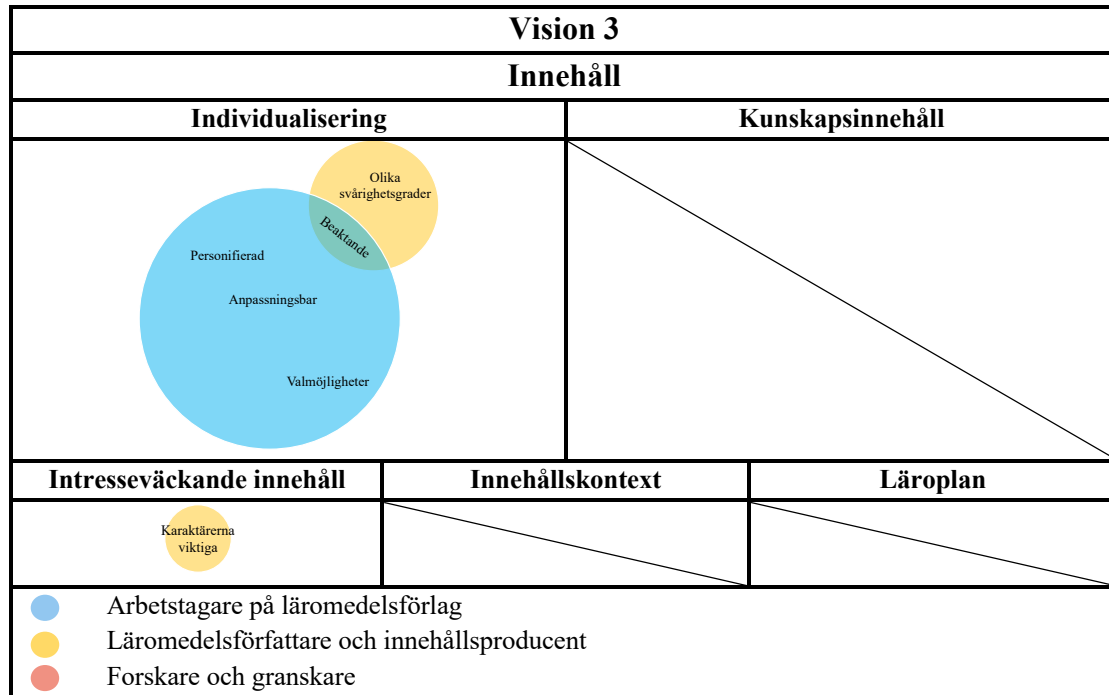 Vision 3
Innehåll
Individualisering
Kunskapsinnehåll
Olika
svårighetsgrader
Beaktande
Personifierad
Anpassningsbar
Valmöjligheter
Intresseväckande innehåll
Innehållskontext
Läroplan
Karaktärerna
viktiga
Arbetstagare på läromedelsförlag
Läromedelsförfattare och innehållsproducent
Forskare och granskare